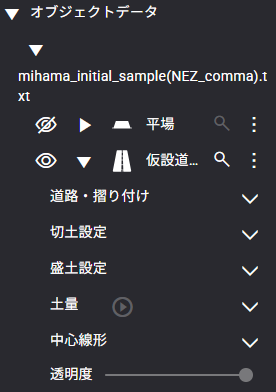 オブジェクトデータ
mihama_initial_sample(NEZ_comma).t
xt
平場
仮設道...
道路・摺り付け
切土設定
盛土設定
土量
中心線形
透明度